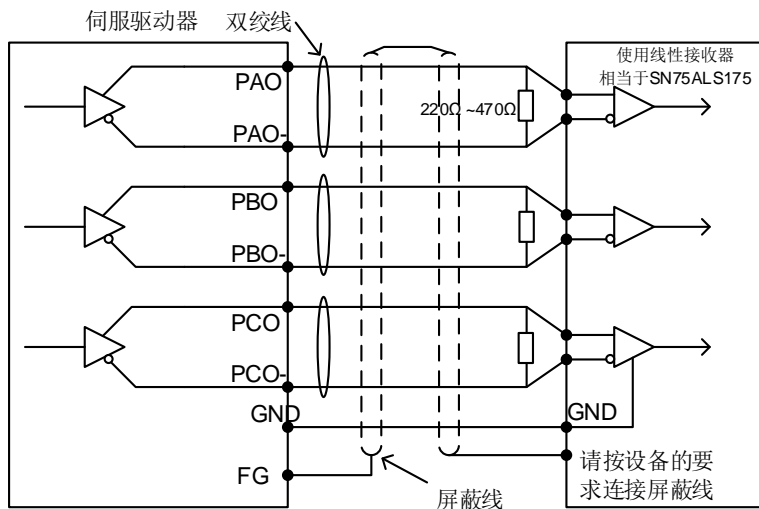 伺服驱动器
双绞线
使用线性接收器
相当于SN75ALS175
PAO
220Ω ~470Ω
PAO-
PBO
PBO-
PCO
PCO-
GND
GND
FG
屏蔽线
请按设备的要
求连接屏蔽线